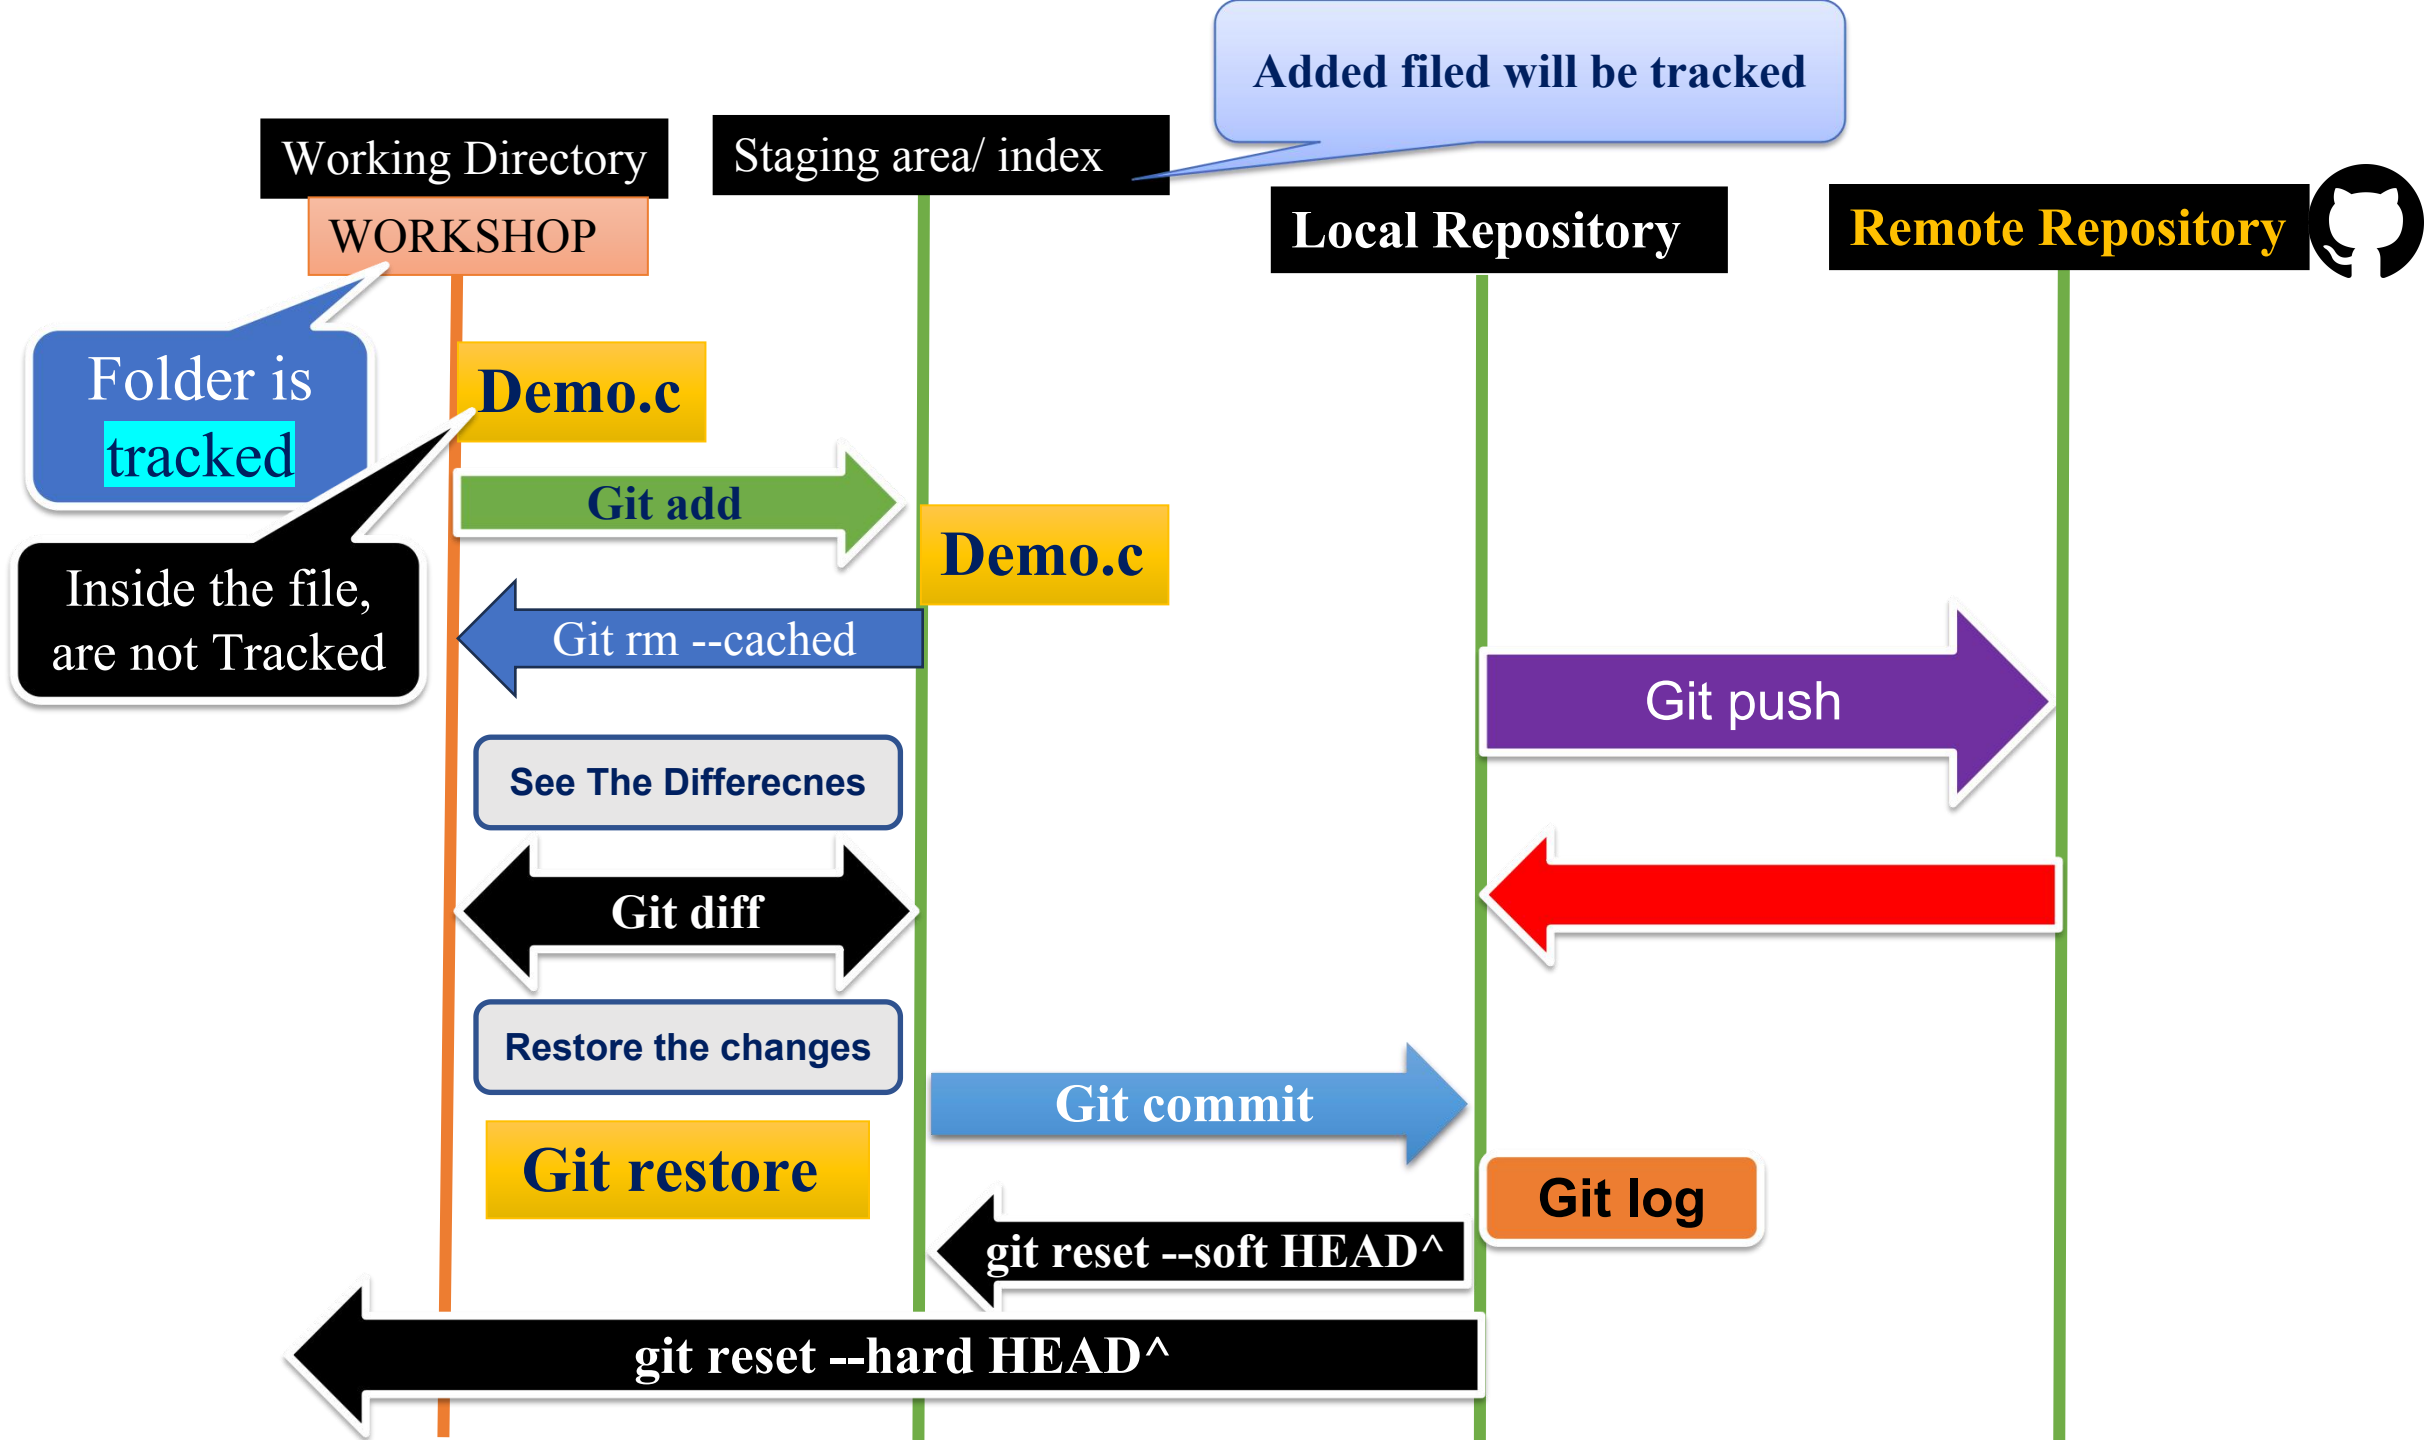 Added filed will be tracked
Working Directory
Staging area/ index
WORKSHOP
Local Repository
Remote Repository
Folder is
tracked
Demo.c
Git add
Demo.c
Inside the file,
are not Tracked
Git rm --cached
Git push
See The Differecnes
Git diff
Restore the changes
Git commit
Git restore
Git log
git reset --soft HEAD^
git reset --hard HEAD^